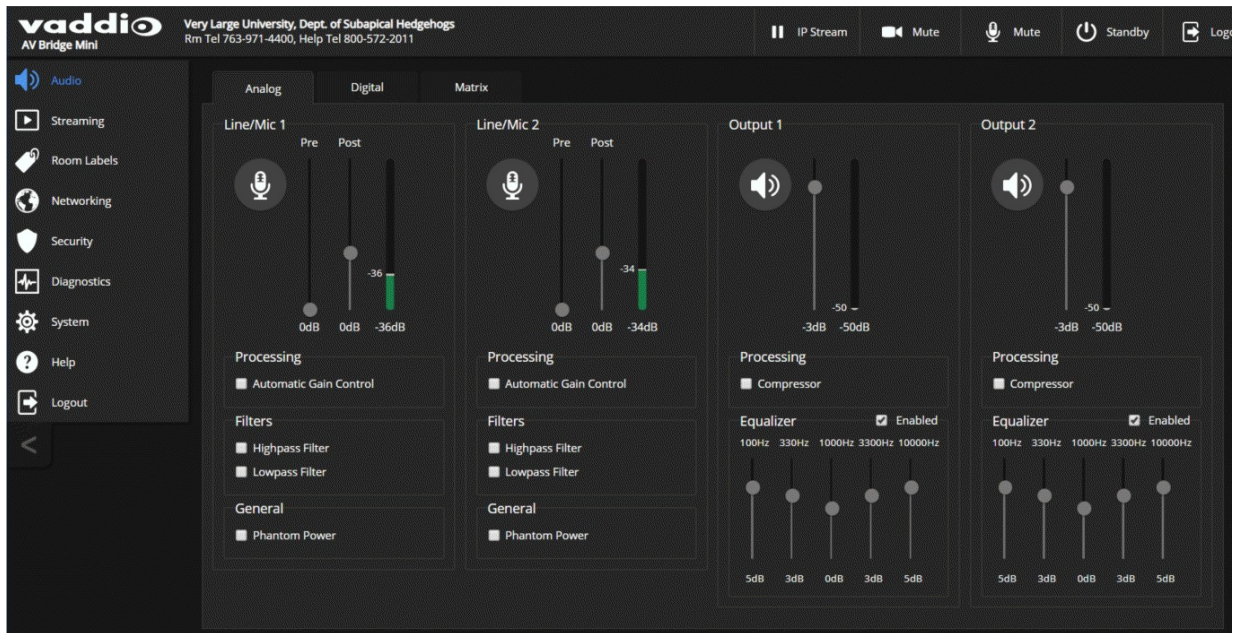 vaddio
AV Bridge Mini
Very Large University, Dept. of Subapical Hedgehogs
Rm Tel 763-971-4400, Help Tel 800-572-2011
IP Stream
Mute
Mute
Standby
Logo
Audio
Streaming
Room Labels
Networking
Security
Diagnostics
System
Help
Logout
<
Analog Digital Matrix
Line/Mic 1
Pre Post
-36
0dB 0dB -36dB
Processing
Automatic Gain Control
Filters
Highpass Filter
Lowpass Filter
General
Phantom Power
Line/Mic 2
Pre Post
-34
0dB 0dB -34dB
Processing
Automatic Gain Control
Filters
Highpass Filter
Lowpass Filter
General
Phantom Power
Output 1
-50
-3dB -50dB
Processing
Compressor
Equalizer Enabled
100Hz 330Hz 1000Hz 3300Hz 10000Hz
5dB 3dB 0dB 3dB 5dB
Output 2
-50
-3dB -50dB
Processing
Compressor
Equalizer Enabled
100Hz 330Hz 1000Hz 3300Hz 10000Hz
5dB 3dB 0dB 3dB 5dB